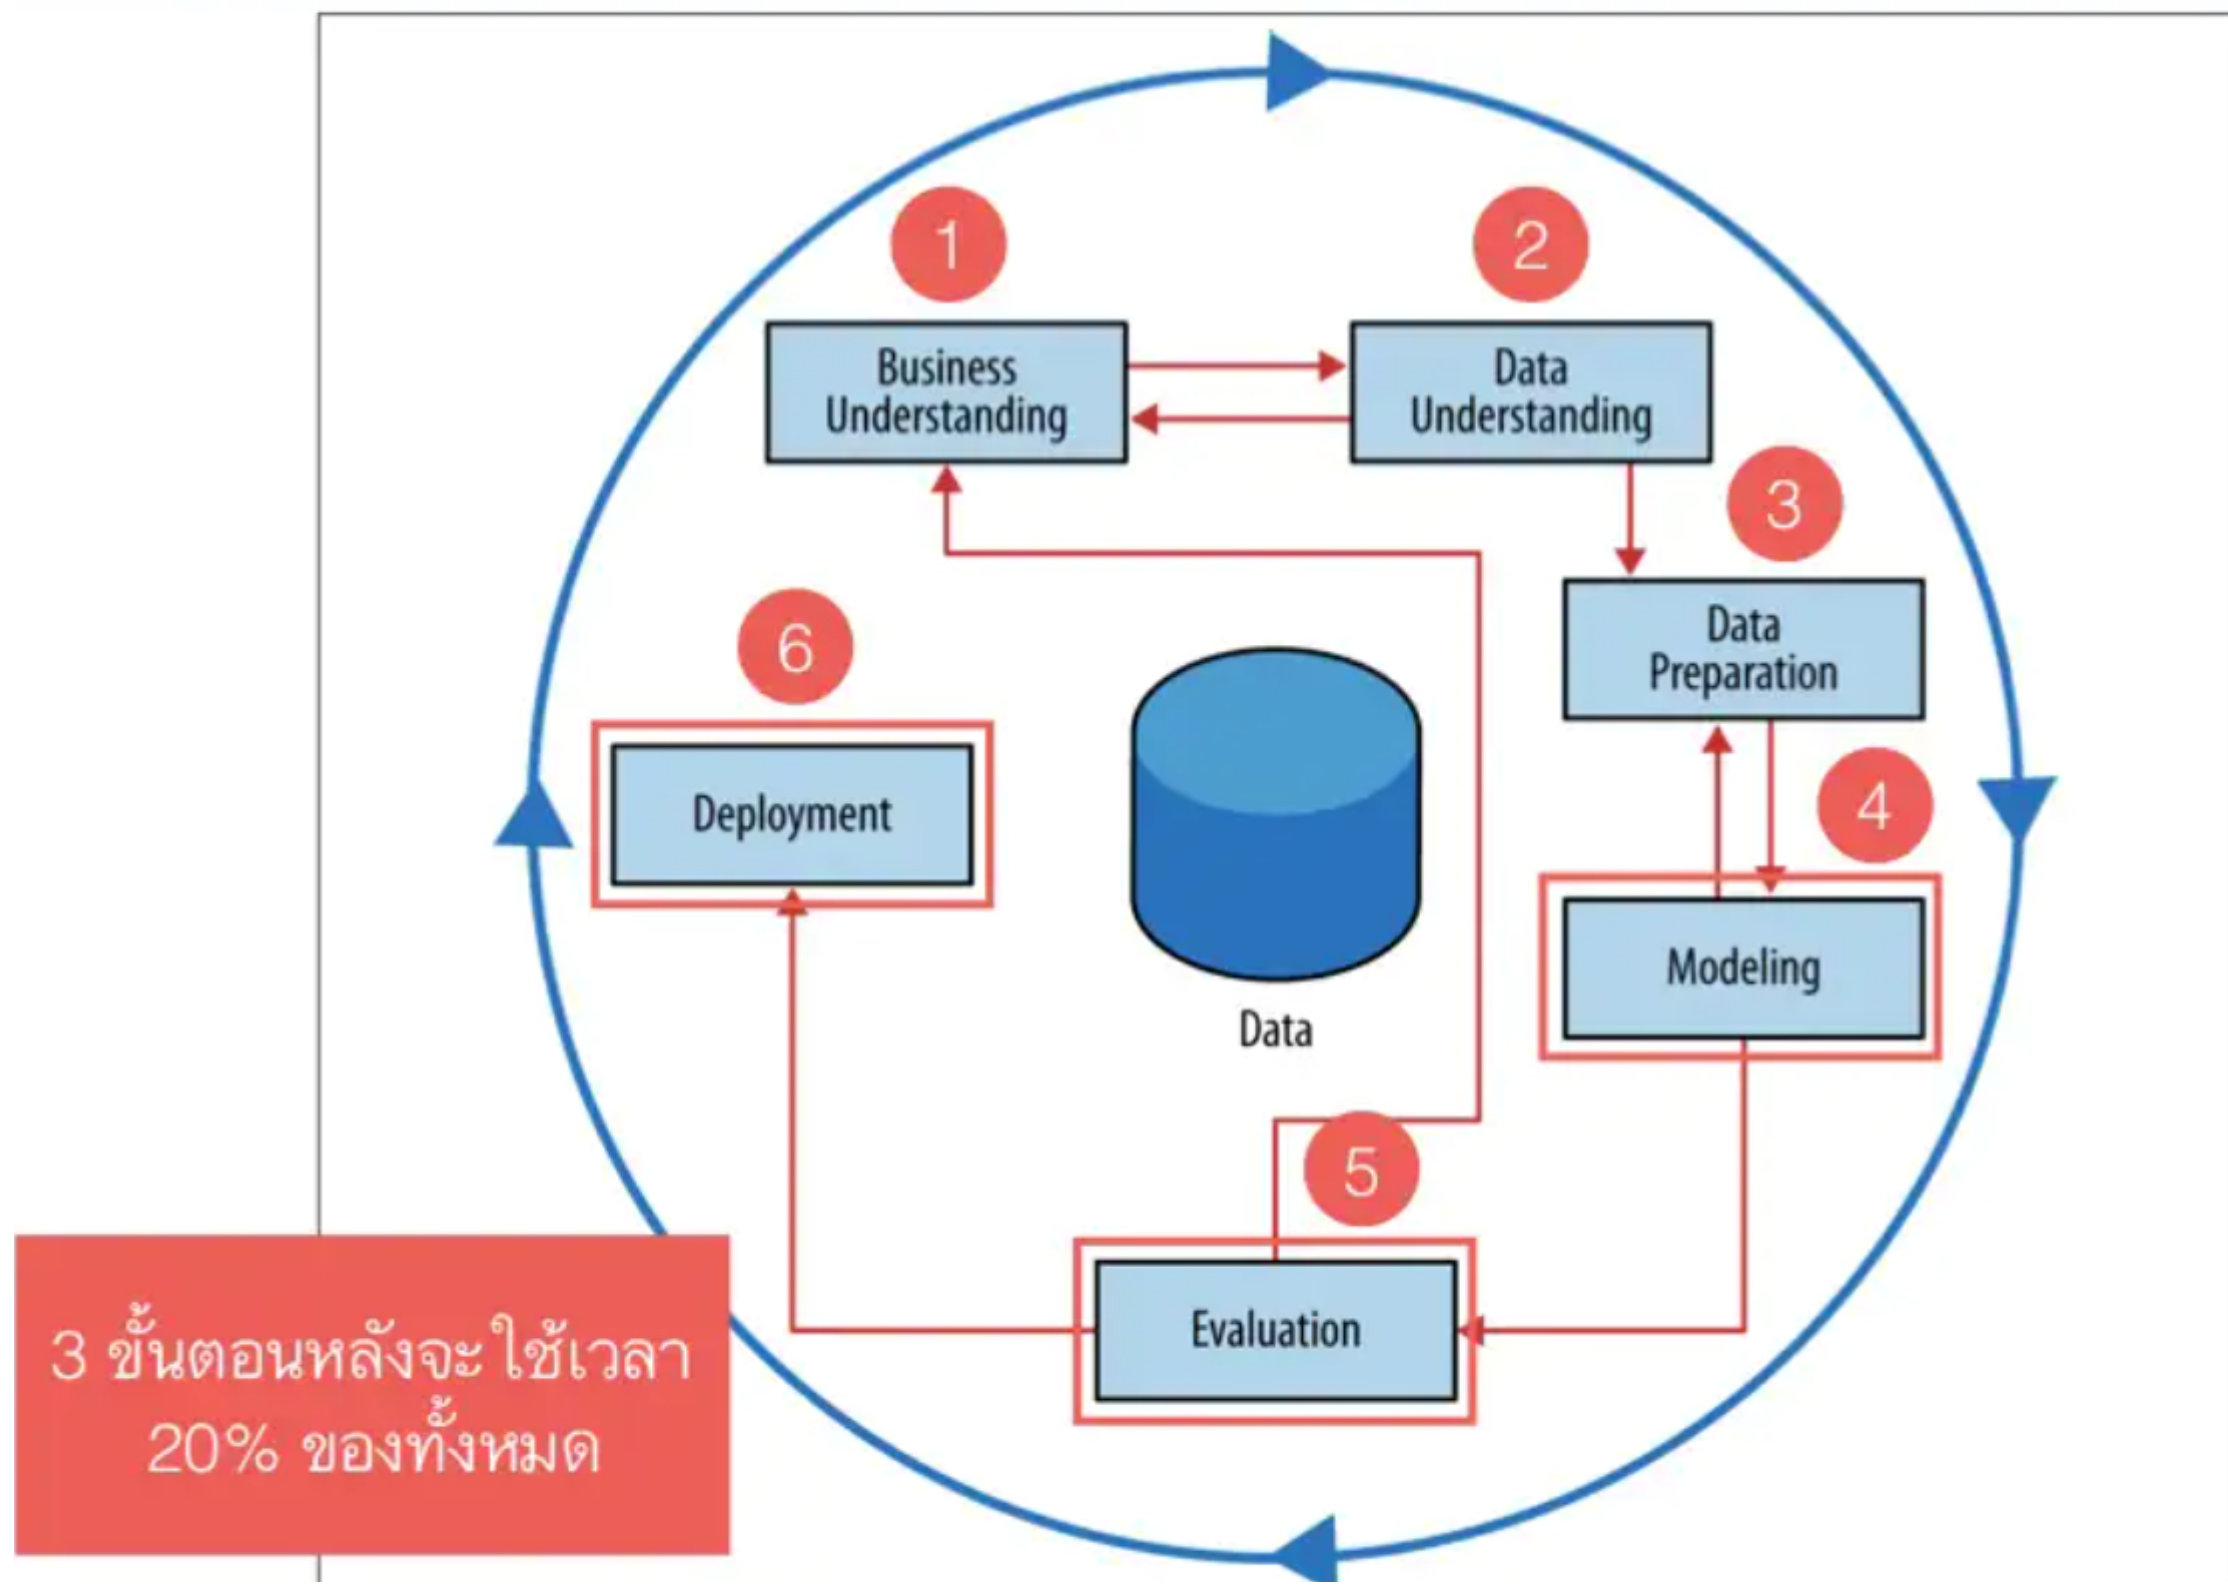 1
2
Business
Understanding
Data
Understanding
3
Data
Preparation
6
4
Deployment
Modeling
Data
5
Evaluation
3 ขั้นตอนหลังจะใช้เวลา
20% ของทั้งหมด